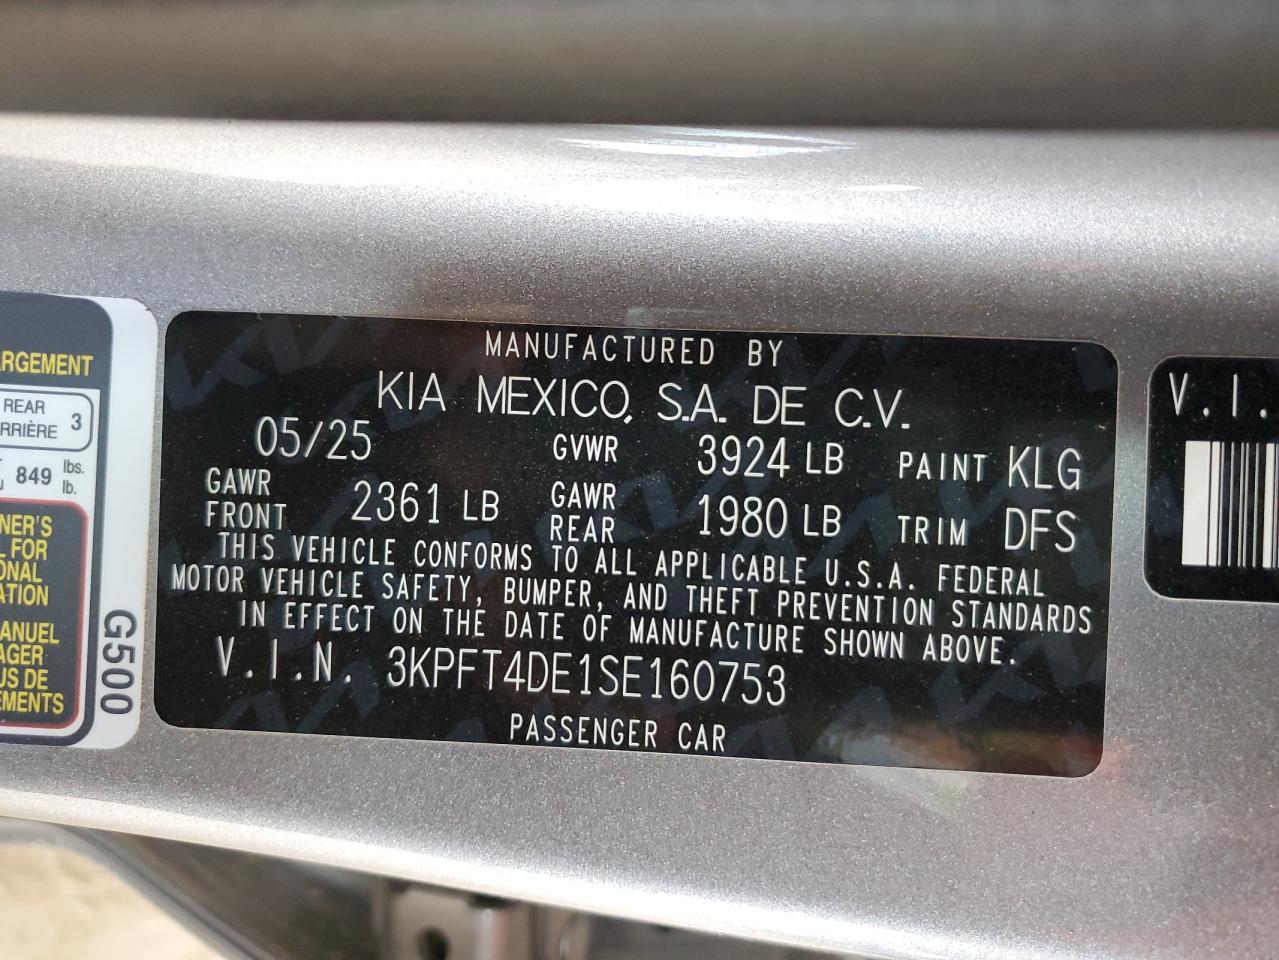 MANUFACTURED BY
KIA MEXICO, S.A. DE C.V.
05/25 GVWR 3924 LB PAINT KLG
GAWR FRONT 2361 LB GAWR REAR 1980 LB TRIM DFS
THIS VEHICLE CONFORMS TO ALL APPLICABLE U.S.A. FEDERAL
MOTOR VEHICLE SAFETY, BUMPER, AND THEFT PREVENTION STANDARDS
IN EFFECT ON THE DATE OF MANUFACTURE SHOWN ABOVE.
V.I.N. 3KPFT4DE1SE160753
PASSENGER CAR
RGEMENT
REAR 3
RRIÈRE
849 lbs.
lb.
NER'S
L FOR
ONAL
ATION
ANUEL
AGER
US DE
EMENTS
G500
V.I.